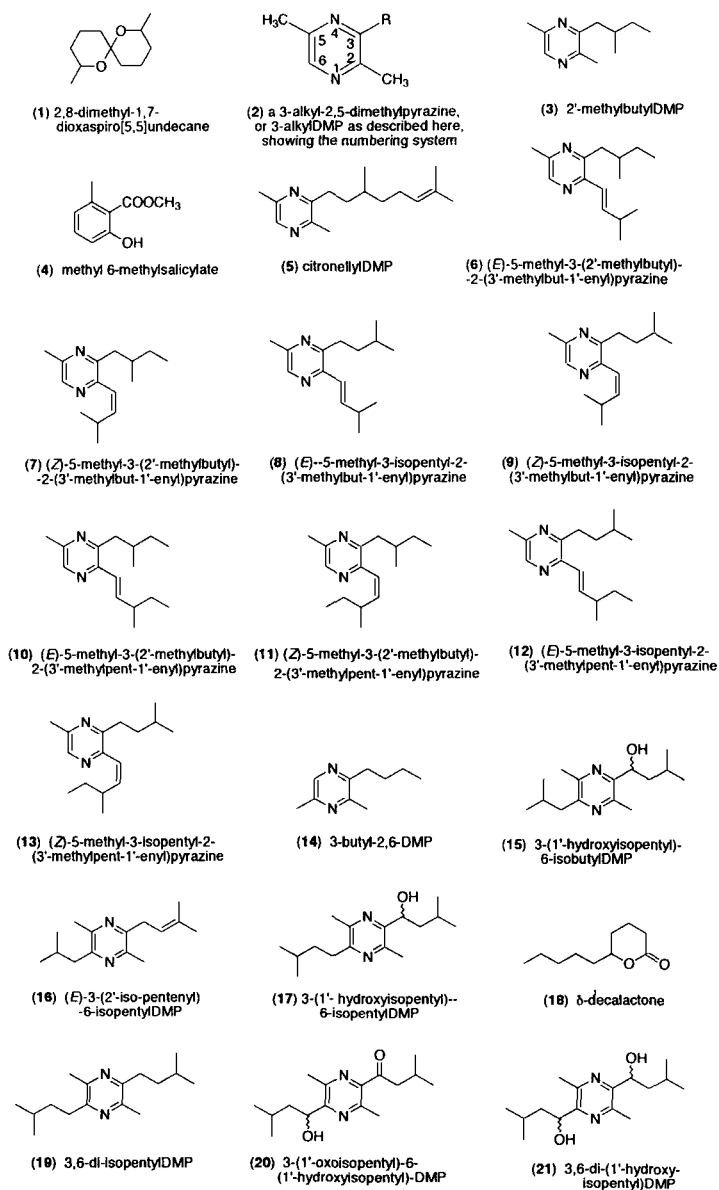 O
O
(1) 2,8-dimethyl-1,7-
dioxaspiro[5,5]undecane
H₃C
N
R
4
5
3
6
2
1
N
CH₃
(2) a 3-alkyl-2,5-dimethylpyrazine,
or 3-alkylDMP as described here,
showing the numbering system
N
N
(3) 2'-methylbutylDMP
COOCH₃
OH
(4) methyl 6-methylsalicylate
N
N
(5) citronellylDMP
N
N
(6) (E)-5-methyl-3-(2'-methylbutyl)-
-2-(3'-methylbut-1'-enyl)pyrazine
N
N
(7) (Z)-5-methyl-3-(2'-methylbutyl)-
-2-(3'-methylbut-1'-enyl)pyrazine
N
N
(8) (E)--5-methyl-3-isopentyl-2-
(3'-methylbut-1'-enyl)pyrazine
N
N
(9) (Z)-5-methyl-3-isopentyl-2-
(3'-methylbut-1'-enyl)pyrazine
N
N
(10) (E)-5-methyl-3-(2'-methylbutyl)-
2-(3'-methylpent-1'-enyl)pyrazine
N
N
(11) (Z)-5-methyl-3-(2'-methylbutyl)-
2-(3'-methylpent-1'-enyl)pyrazine
N
N
(12) (E)-5-methyl-3-isopentyl-2-
(3'-methylpent-1'-enyl)pyrazine
N
N
(13) (Z)-5-methyl-3-isopentyl-2-
(3'-methylpent-1'-enyl)pyrazine
N
N
(14) 3-butyl-2,6-DMP
OH
N
N
(15) 3-(1'-hydroxyisopentyl)-
6-isobutylDMP
N
N
(16) (E)-3-(2'-iso-pentenyl)
-6-isopentylDMP
OH
N
N
(17) 3-(1'- hydroxyisopentyl)--
6-isopentylDMP
O
O
(18) δ-decalactone
N
N
(19) 3,6-di-isopentylDMP
O
N
N
OH
(20) 3-(1'-oxoisopentyl)-6-
(1'-hydroxyisopentyl)-DMP
OH
N
N
OH
(21) 3,6-di-(1'-hydroxy-
isopentyl)DMP